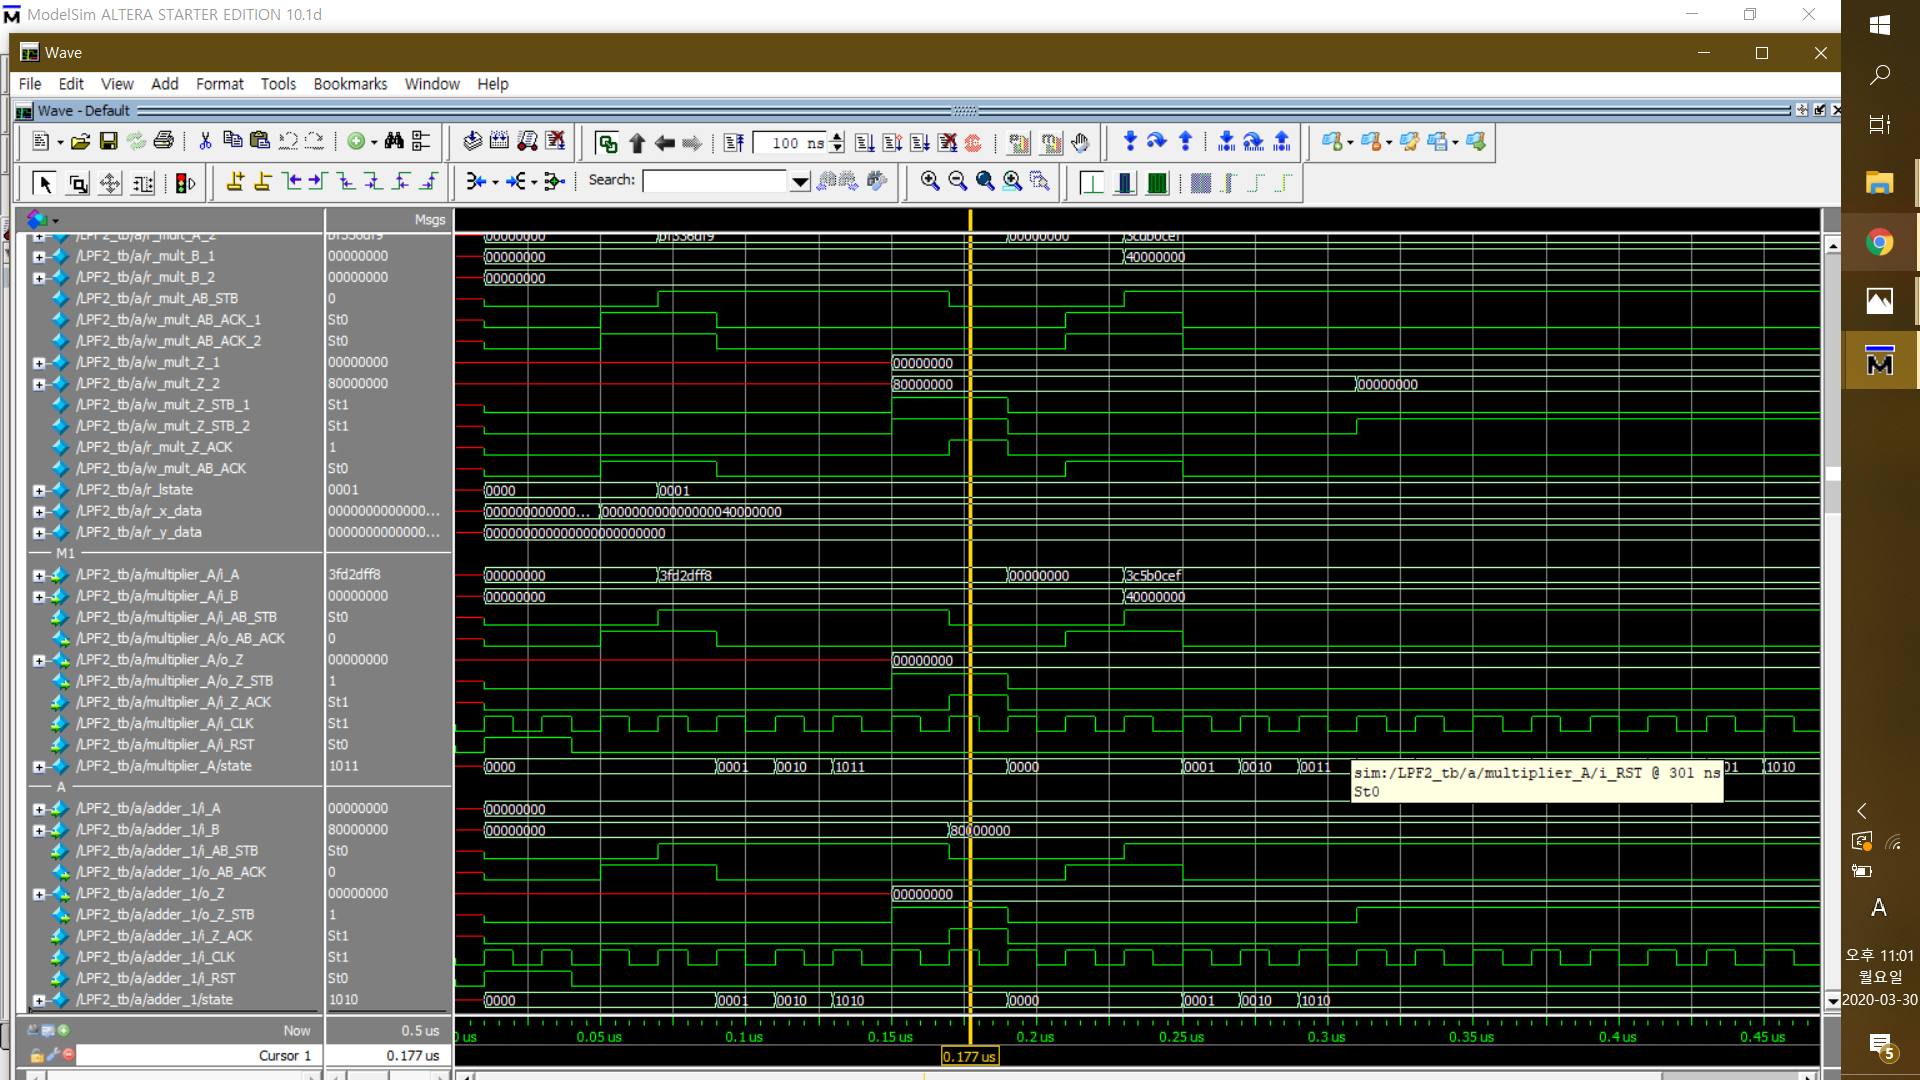 ModelSim ALTERA STARTER EDITION 10.1d
Wave
File Edit View Add Format Tools Bookmarks Window Help
Wave - Default
100 ns
Search:
Msgs
/LPF2_tb/a/r_mult_A_2 bf336df9 00000000 bf336df9 00000000
/LPF2_tb/a/r_mult_B_1 00000000 00000000 40000000
/LPF2_tb/a/r_mult_B_2 00000000 00000000
/LPF2_tb/a/r_mult_AB_STB 0
/LPF2_tb/a/w_mult_AB_ACK_1 St0
/LPF2_tb/a/w_mult_AB_ACK_2 St0
/LPF2_tb/a/w_mult_Z_1 00000000 00000000
/LPF2_tb/a/w_mult_Z_2 80000000 80000000 00000000
/LPF2_tb/a/w_mult_Z_STB_1 St1
/LPF2_tb/a/w_mult_Z_STB_2 St1
/LPF2_tb/a/r_mult_Z_ACK 1
/LPF2_tb/a/w_mult_AB_ACK St0
/LPF2_tb/a/r_lstate 0001 0000 0001
/LPF2_tb/a/r_x_data 0000000000000... 0000000000000... 000000000000000040000000
/LPF2_tb/a/r_y_data 0000000000000... 000000000000000000000000
M1
/LPF2_tb/a/multiplier_A/i_A 3fd2dff8 00000000 3fd2dff8 00000000 3c5b0cef
/LPF2_tb/a/multiplier_A/i_B 00000000 00000000 40000000
/LPF2_tb/a/multiplier_A/i_AB_STB St0
/LPF2_tb/a/multiplier_A/o_AB_ACK 0
/LPF2_tb/a/multiplier_A/o_Z 00000000 00000000
/LPF2_tb/a/multiplier_A/o_Z_STB 1
/LPF2_tb/a/multiplier_A/i_Z_ACK St1
/LPF2_tb/a/multiplier_A/i_CLK St1
/LPF2_tb/a/multiplier_A/i_RST St0
/LPF2_tb/a/multiplier_A/state 1011 0000 0001 0010 1011 0000 0001 0010 0011 01 1010
sim:/LPF2_tb/a/multiplier_A/i_RST @ 301 ns
St0
A
/LPF2_tb/a/adder_1/i_A 00000000 00000000
/LPF2_tb/a/adder_1/i_B 80000000 00000000 80000000
/LPF2_tb/a/adder_1/i_AB_STB St0
/LPF2_tb/a/adder_1/o_AB_ACK 0
/LPF2_tb/a/adder_1/o_Z 00000000 00000000
/LPF2_tb/a/adder_1/o_Z_STB 1
/LPF2_tb/a/adder_1/i_Z_ACK St1
/LPF2_tb/a/adder_1/i_CLK St1
/LPF2_tb/a/adder_1/i_RST St0
/LPF2_tb/a/adder_1/state 1010 0000 0001 0010 1010 0000 0001 0010 1010
Now 0.5 us
us 0.05 us 0.1 us 0.15 us 0.2 us 0.25 us 0.3 us 0.35 us 0.4 us 0.45 us
Cursor 1 0.177 us 0.177 us
A
오후 11:01
월요일
2020-03-30
5